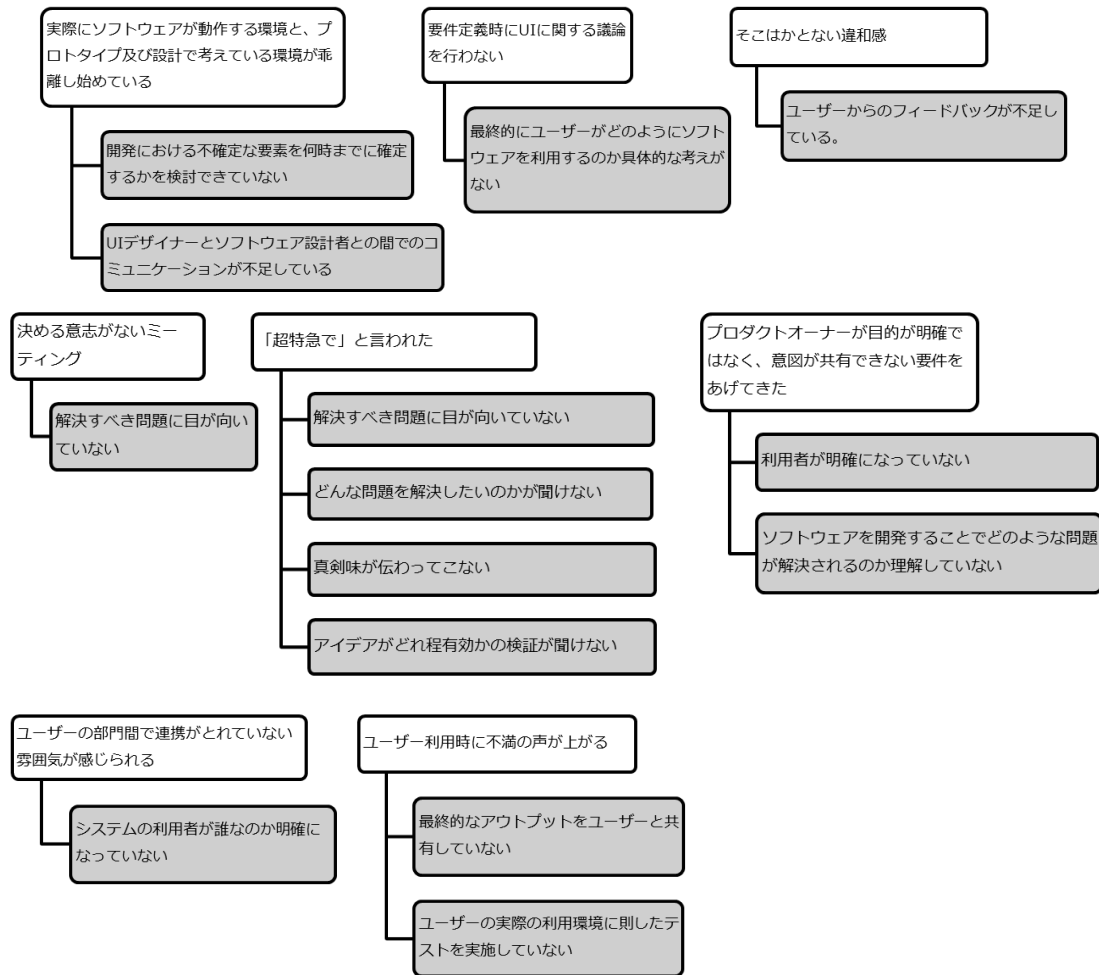 実際にソフトウェアが動作する環境と、プ
ロトタイプ及び設計で考えている環境が乖
離し始めている
開発における不確定な要素を何時までに確定
するかを検討できていない
UIデザイナーとソフトウェア設計者との間でのコ
ミュニケーションが不足している
要件定義時にUIに関する議論
を行わない
最終的にユーザーがどのようにソフト
ウェアを利用するのか具体的な考えが
ない
そこはかとない違和感
ユーザーからのフィードバックが不足
している。
決める意志がないミー
ティング
解決すべき問題に目が向い
ていない
「超特急で」と言われた
解決すべき問題に目が向いていない
どんな問題を解決したいのかが聞けない
真剣味が伝わってこない
アイデアがどれ程有効かの検証が聞けない
プロダクトオーナーが目的が明確で
はなく、意図が共有できない要件を
あげてきた
利用者が明確になっていない
ソフトウェアを開発することでどのような問題
が解決されるのか理解していない
ユーザーの部門間で連携がとれていない
雰囲気が感じられる
システムの利用者が誰なのか明確に
なっていない
ユーザー利用時に不満の声が上がる
最終的なアウトプットをユーザーと共
有していない
ユーザーの実際の利用環境に則したテ
ストを実施していない